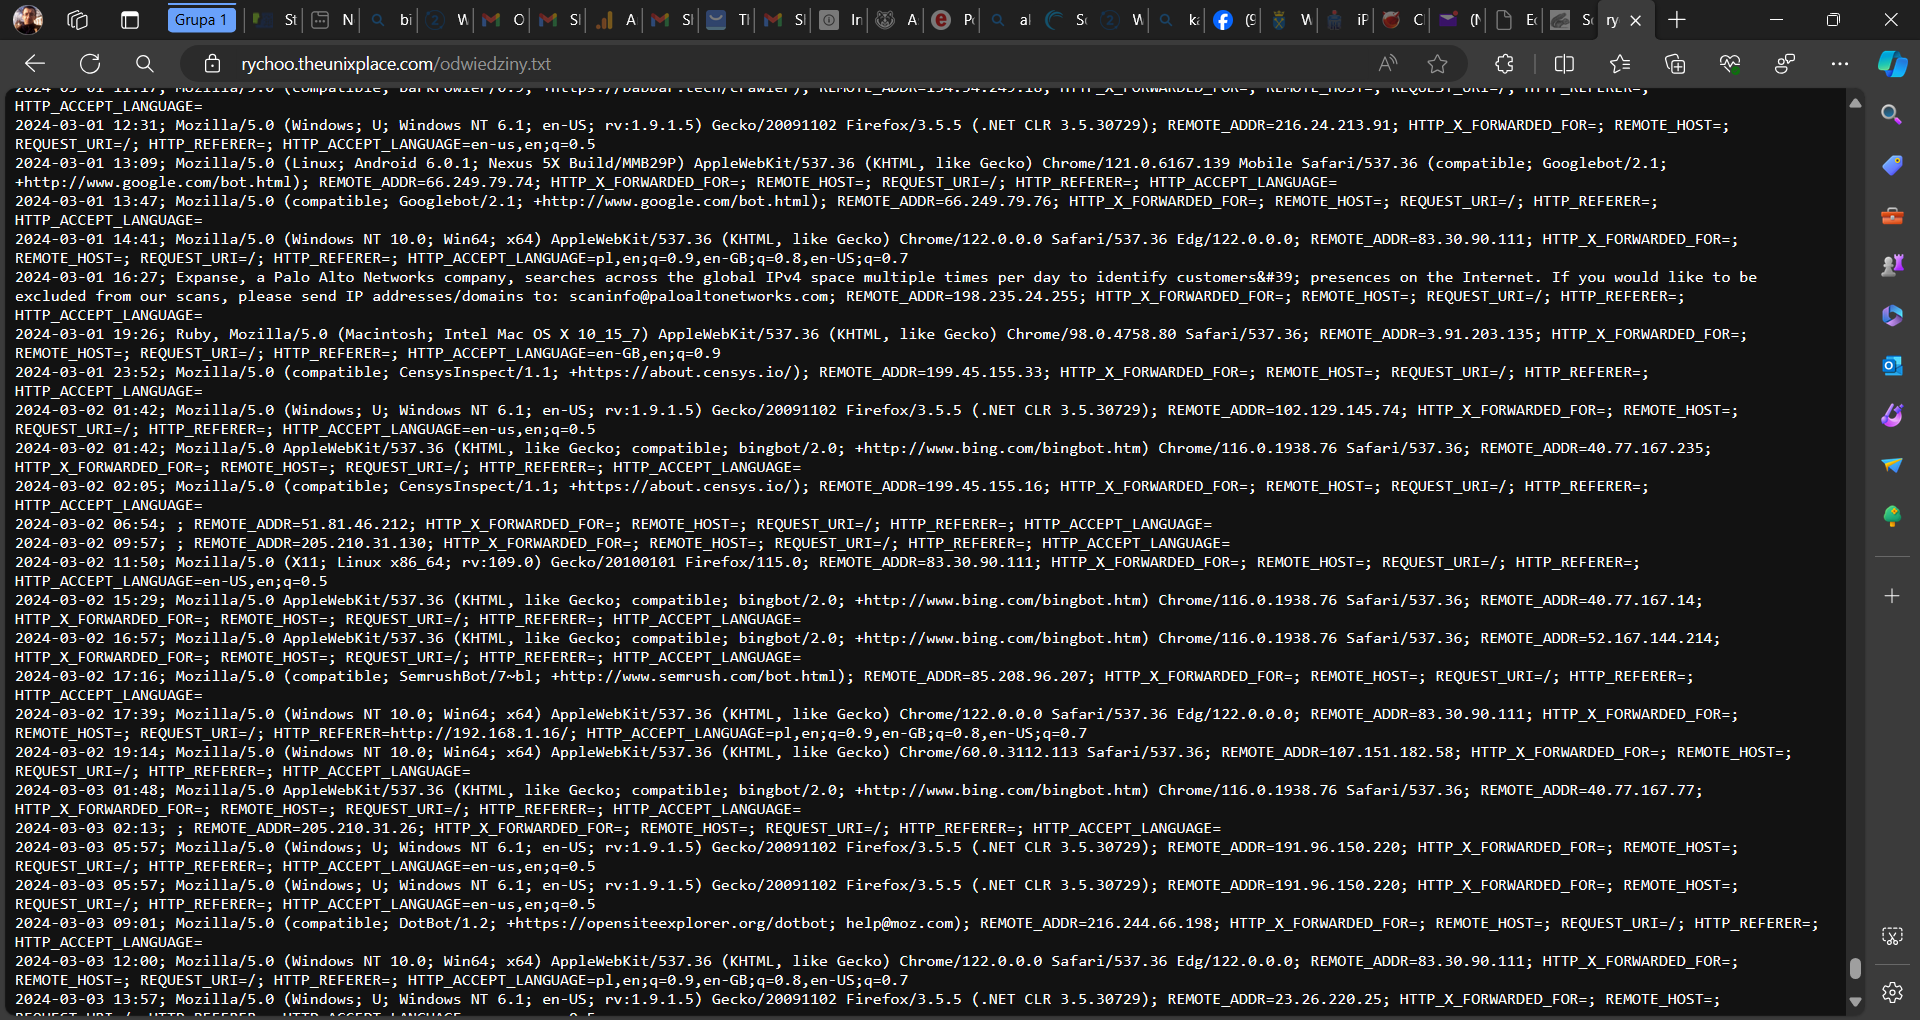 Grupa 1
rychoo.theunixplace.com/odwiedziny.txt
2024-03-01 11:17; Mozilla/5.0 (compatible; BarkRowler/0.9; +https://babbar.tech/crawler); REMOTE_ADDR=154.54.249.18; HTTP_X_FORWARDED_FOR=; REMOTE_HOST=; REQUEST_URI=/; HTTP_REFERER=;
HTTP_ACCEPT_LANGUAGE=
2024-03-01 12:31; Mozilla/5.0 (Windows; U; Windows NT 6.1; en-US; rv:1.9.1.5) Gecko/20091102 Firefox/3.5.5 (.NET CLR 3.5.30729); REMOTE_ADDR=216.24.213.91; HTTP_X_FORWARDED_FOR=; REMOTE_HOST=;
REQUEST_URI=/; HTTP_REFERER=; HTTP_ACCEPT_LANGUAGE=en-us,en;q=0.5
2024-03-01 13:09; Mozilla/5.0 (Linux; Android 6.0.1; Nexus 5X Build/MMB29P) AppleWebKit/537.36 (KHTML, like Gecko) Chrome/121.0.6167.139 Mobile Safari/537.36 (compatible; Googlebot/2.1;
+http://www.google.com/bot.html); REMOTE_ADDR=66.249.79.74; HTTP_X_FORWARDED_FOR=; REMOTE_HOST=; REQUEST_URI=/; HTTP_REFERER=; HTTP_ACCEPT_LANGUAGE=
2024-03-01 13:47; Mozilla/5.0 (compatible; Googlebot/2.1; +http://www.google.com/bot.html); REMOTE_ADDR=66.249.79.76; HTTP_X_FORWARDED_FOR=; REMOTE_HOST=; REQUEST_URI=/; HTTP_REFERER=;
HTTP_ACCEPT_LANGUAGE=
2024-03-01 14:41; Mozilla/5.0 (Windows NT 10.0; Win64; x64) AppleWebKit/537.36 (KHTML, like Gecko) Chrome/122.0.0.0 Safari/537.36 Edg/122.0.0.0; REMOTE_ADDR=83.30.90.111; HTTP_X_FORWARDED_FOR=;
REMOTE_HOST=; REQUEST_URI=/; HTTP_REFERER=; HTTP_ACCEPT_LANGUAGE=pl,en;q=0.9,en-GB;q=0.8,en-US;q=0.7
2024-03-01 16:27; Expanse, a Palo Alto Networks company, searches across the global IPv4 space multiple times per day to identify customers&#39; presences on the Internet. If you would like to be
excluded from our scans, please send IP addresses/domains to: scaninfo@paloaltonetworks.com; REMOTE_ADDR=198.235.24.255; HTTP_X_FORWARDED_FOR=; REMOTE_HOST=; REQUEST_URI=/; HTTP_REFERER=;
HTTP_ACCEPT_LANGUAGE=
2024-03-01 19:26; Ruby, Mozilla/5.0 (Macintosh; Intel Mac OS X 10_15_7) AppleWebKit/537.36 (KHTML, like Gecko) Chrome/98.0.4758.80 Safari/537.36; REMOTE_ADDR=3.91.203.135; HTTP_X_FORWARDED_FOR=;
REMOTE_HOST=; REQUEST_URI=/; HTTP_REFERER=; HTTP_ACCEPT_LANGUAGE=en-GB,en;q=0.9
2024-03-01 23:52; Mozilla/5.0 (compatible; CensysInspect/1.1; +https://about.censys.io/); REMOTE_ADDR=199.45.155.33; HTTP_X_FORWARDED_FOR=; REMOTE_HOST=; REQUEST_URI=/; HTTP_REFERER=;
HTTP_ACCEPT_LANGUAGE=
2024-03-02 01:42; Mozilla/5.0 (Windows; U; Windows NT 6.1; en-US; rv:1.9.1.5) Gecko/20091102 Firefox/3.5.5 (.NET CLR 3.5.30729); REMOTE_ADDR=102.129.145.74; HTTP_X_FORWARDED_FOR=; REMOTE_HOST=;
REQUEST_URI=/; HTTP_REFERER=; HTTP_ACCEPT_LANGUAGE=en-us,en;q=0.5
2024-03-02 01:42; Mozilla/5.0 AppleWebKit/537.36 (KHTML, like Gecko; compatible; bingbot/2.0; +http://www.bing.com/bingbot.htm) Chrome/116.0.1938.76 Safari/537.36; REMOTE_ADDR=40.77.167.235;
HTTP_X_FORWARDED_FOR=; REMOTE_HOST=; REQUEST_URI=/; HTTP_REFERER=; HTTP_ACCEPT_LANGUAGE=
2024-03-02 02:05; Mozilla/5.0 (compatible; CensysInspect/1.1; +https://about.censys.io/); REMOTE_ADDR=199.45.155.16; HTTP_X_FORWARDED_FOR=; REMOTE_HOST=; REQUEST_URI=/; HTTP_REFERER=;
HTTP_ACCEPT_LANGUAGE=
2024-03-02 06:54; ; REMOTE_ADDR=51.81.46.212; HTTP_X_FORWARDED_FOR=; REMOTE_HOST=; REQUEST_URI=/; HTTP_REFERER=; HTTP_ACCEPT_LANGUAGE=
2024-03-02 09:57; ; REMOTE_ADDR=205.210.31.130; HTTP_X_FORWARDED_FOR=; REMOTE_HOST=; REQUEST_URI=/; HTTP_REFERER=; HTTP_ACCEPT_LANGUAGE=
2024-03-02 11:50; Mozilla/5.0 (X11; Linux x86_64; rv:109.0) Gecko/20100101 Firefox/115.0; REMOTE_ADDR=83.30.90.111; HTTP_X_FORWARDED_FOR=; REMOTE_HOST=; REQUEST_URI=/; HTTP_REFERER=;
HTTP_ACCEPT_LANGUAGE=en-US,en;q=0.5
2024-03-02 15:29; Mozilla/5.0 AppleWebKit/537.36 (KHTML, like Gecko; compatible; bingbot/2.0; +http://www.bing.com/bingbot.htm) Chrome/116.0.1938.76 Safari/537.36; REMOTE_ADDR=40.77.167.14;
HTTP_X_FORWARDED_FOR=; REMOTE_HOST=; REQUEST_URI=/; HTTP_REFERER=; HTTP_ACCEPT_LANGUAGE=
2024-03-02 16:57; Mozilla/5.0 AppleWebKit/537.36 (KHTML, like Gecko; compatible; bingbot/2.0; +http://www.bing.com/bingbot.htm) Chrome/116.0.1938.76 Safari/537.36; REMOTE_ADDR=52.167.144.214;
HTTP_X_FORWARDED_FOR=; REMOTE_HOST=; REQUEST_URI=/; HTTP_REFERER=; HTTP_ACCEPT_LANGUAGE=
2024-03-02 17:16; Mozilla/5.0 (compatible; SemrushBot/7~bl; +http://www.semrush.com/bot.html); REMOTE_ADDR=85.208.96.207; HTTP_X_FORWARDED_FOR=; REMOTE_HOST=; REQUEST_URI=/; HTTP_REFERER=;
HTTP_ACCEPT_LANGUAGE=
2024-03-02 17:39; Mozilla/5.0 (Windows NT 10.0; Win64; x64) AppleWebKit/537.36 (KHTML, like Gecko) Chrome/122.0.0.0 Safari/537.36 Edg/122.0.0.0; REMOTE_ADDR=83.30.90.111; HTTP_X_FORWARDED_FOR=;
REMOTE_HOST=; REQUEST_URI=/; HTTP_REFERER=http://192.168.1.16/; HTTP_ACCEPT_LANGUAGE=pl,en;q=0.9,en-GB;q=0.8,en-US;q=0.7
2024-03-02 19:14; Mozilla/5.0 (Windows NT 10.0; Win64; x64) AppleWebKit/537.36 (KHTML, like Gecko) Chrome/60.0.3112.113 Safari/537.36; REMOTE_ADDR=107.151.182.58; HTTP_X_FORWARDED_FOR=; REMOTE_HOST=;
REQUEST_URI=/; HTTP_REFERER=; HTTP_ACCEPT_LANGUAGE=
2024-03-03 01:48; Mozilla/5.0 AppleWebKit/537.36 (KHTML, like Gecko; compatible; bingbot/2.0; +http://www.bing.com/bingbot.htm) Chrome/116.0.1938.76 Safari/537.36; REMOTE_ADDR=40.77.167.77;
HTTP_X_FORWARDED_FOR=; REMOTE_HOST=; REQUEST_URI=/; HTTP_REFERER=; HTTP_ACCEPT_LANGUAGE=
2024-03-03 02:13; ; REMOTE_ADDR=205.210.31.26; HTTP_X_FORWARDED_FOR=; REMOTE_HOST=; REQUEST_URI=/; HTTP_REFERER=; HTTP_ACCEPT_LANGUAGE=
2024-03-03 05:57; Mozilla/5.0 (Windows; U; Windows NT 6.1; en-US; rv:1.9.1.5) Gecko/20091102 Firefox/3.5.5 (.NET CLR 3.5.30729); REMOTE_ADDR=191.96.150.220; HTTP_X_FORWARDED_FOR=; REMOTE_HOST=;
REQUEST_URI=/; HTTP_REFERER=; HTTP_ACCEPT_LANGUAGE=en-us,en;q=0.5
2024-03-03 05:57; Mozilla/5.0 (Windows; U; Windows NT 6.1; en-US; rv:1.9.1.5) Gecko/20091102 Firefox/3.5.5 (.NET CLR 3.5.30729); REMOTE_ADDR=191.96.150.220; HTTP_X_FORWARDED_FOR=; REMOTE_HOST=;
REQUEST_URI=/; HTTP_REFERER=; HTTP_ACCEPT_LANGUAGE=en-us,en;q=0.5
2024-03-03 09:01; Mozilla/5.0 (compatible; DotBot/1.2; +https://opensiteexplorer.org/dotbot; help@moz.com); REMOTE_ADDR=216.244.66.198; HTTP_X_FORWARDED_FOR=; REMOTE_HOST=; REQUEST_URI=/; HTTP_REFERER=;
HTTP_ACCEPT_LANGUAGE=
2024-03-03 12:00; Mozilla/5.0 (Windows NT 10.0; Win64; x64) AppleWebKit/537.36 (KHTML, like Gecko) Chrome/122.0.0.0 Safari/537.36 Edg/122.0.0.0; REMOTE_ADDR=83.30.90.111; HTTP_X_FORWARDED_FOR=;
REMOTE_HOST=; REQUEST_URI=/; HTTP_REFERER=; HTTP_ACCEPT_LANGUAGE=pl,en;q=0.9,en-GB;q=0.8,en-US;q=0.7
2024-03-03 13:57; Mozilla/5.0 (Windows; U; Windows NT 6.1; en-US; rv:1.9.1.5) Gecko/20091102 Firefox/3.5.5 (.NET CLR 3.5.30729); REMOTE_ADDR=23.26.220.25; HTTP_X_FORWARDED_FOR=; REMOTE_HOST=;